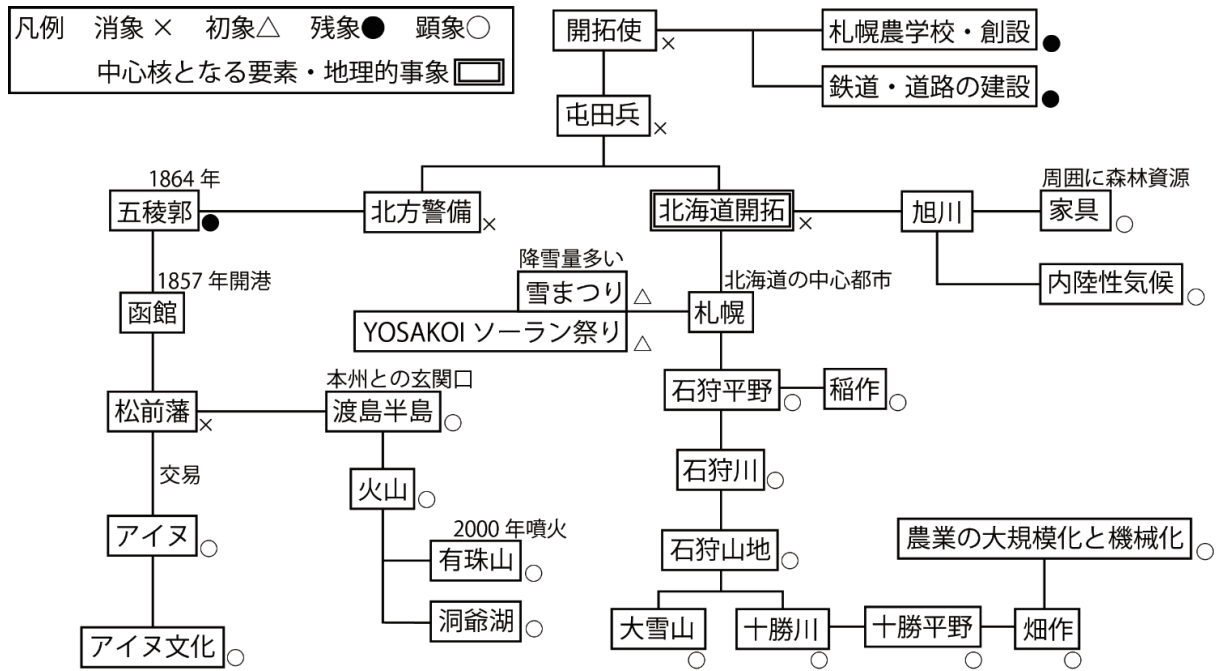 凡例 消象 × 初象△ 残象● 顕象○
中心核となる要素・地理的事象
開拓使 ×
札幌農学校・創設 ●
鉄道・道路の建設 ●
屯田兵 ×
1864 年
五稜郭 ●
北方警備 ×
北海道開拓 ×
旭川
周囲に森林資源
家具 ○
内陸性気候 ○
1857 年開港
函館
降雪量多い
雪まつり △
YOSAKOI ソーラン祭り △
北海道の中心都市
札幌
松前藩 ×
本州との玄関口
渡島半島 ○
石狩平野 ○
稲作 ○
交易
火山 ○
石狩川 ○
アイヌ ○
2000 年噴火
有珠山 ○
石狩山地 ○
農業の大規模化と機械化 ○
アイヌ文化 ○
洞爺湖 ○
大雪山 ○
十勝川 ○
十勝平野 ○
畑作 ○